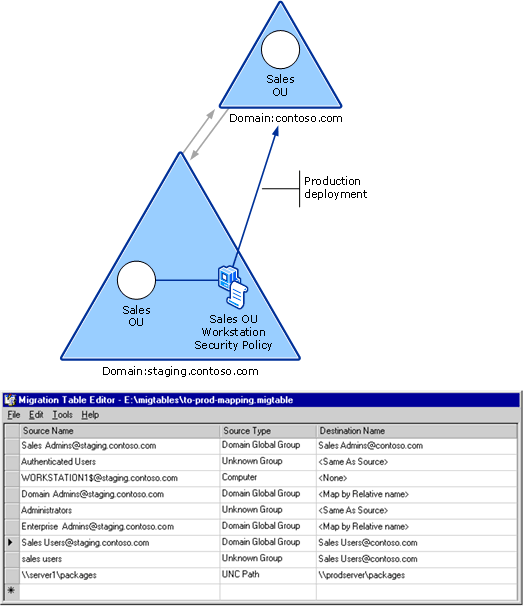 Sales
OU
Domain:contoso.com
Production
deployment
Sales
OU
Sales OU
Workstation
Security Policy
Domain:staging.contoso.com
Migration Table Editor - E:\migtables\to-prod-mapping.migtable
File Edit Tools Help
Source Name Source Type Destination Name
Sales Admins@staging.contoso.com Domain Global Group Sales Admins@contoso.com
Authenticated Users Unknown Group <Same As Source>
WORKSTATION1$@staging.contoso.com Computer <None>
Domain Admins@staging.contoso.com Domain Global Group <Map by Relative name>
Administrators Unknown Group <Same As Source>
Enterprise Admins@staging.contoso.com Domain Global Group <Map by Relative name>
Sales Users@staging.contoso.com Domain Global Group Sales Users@contoso.com
sales users Unknown Group Sales Users@contoso.com
\\server1\packages UNC Path \\prodserver\packages